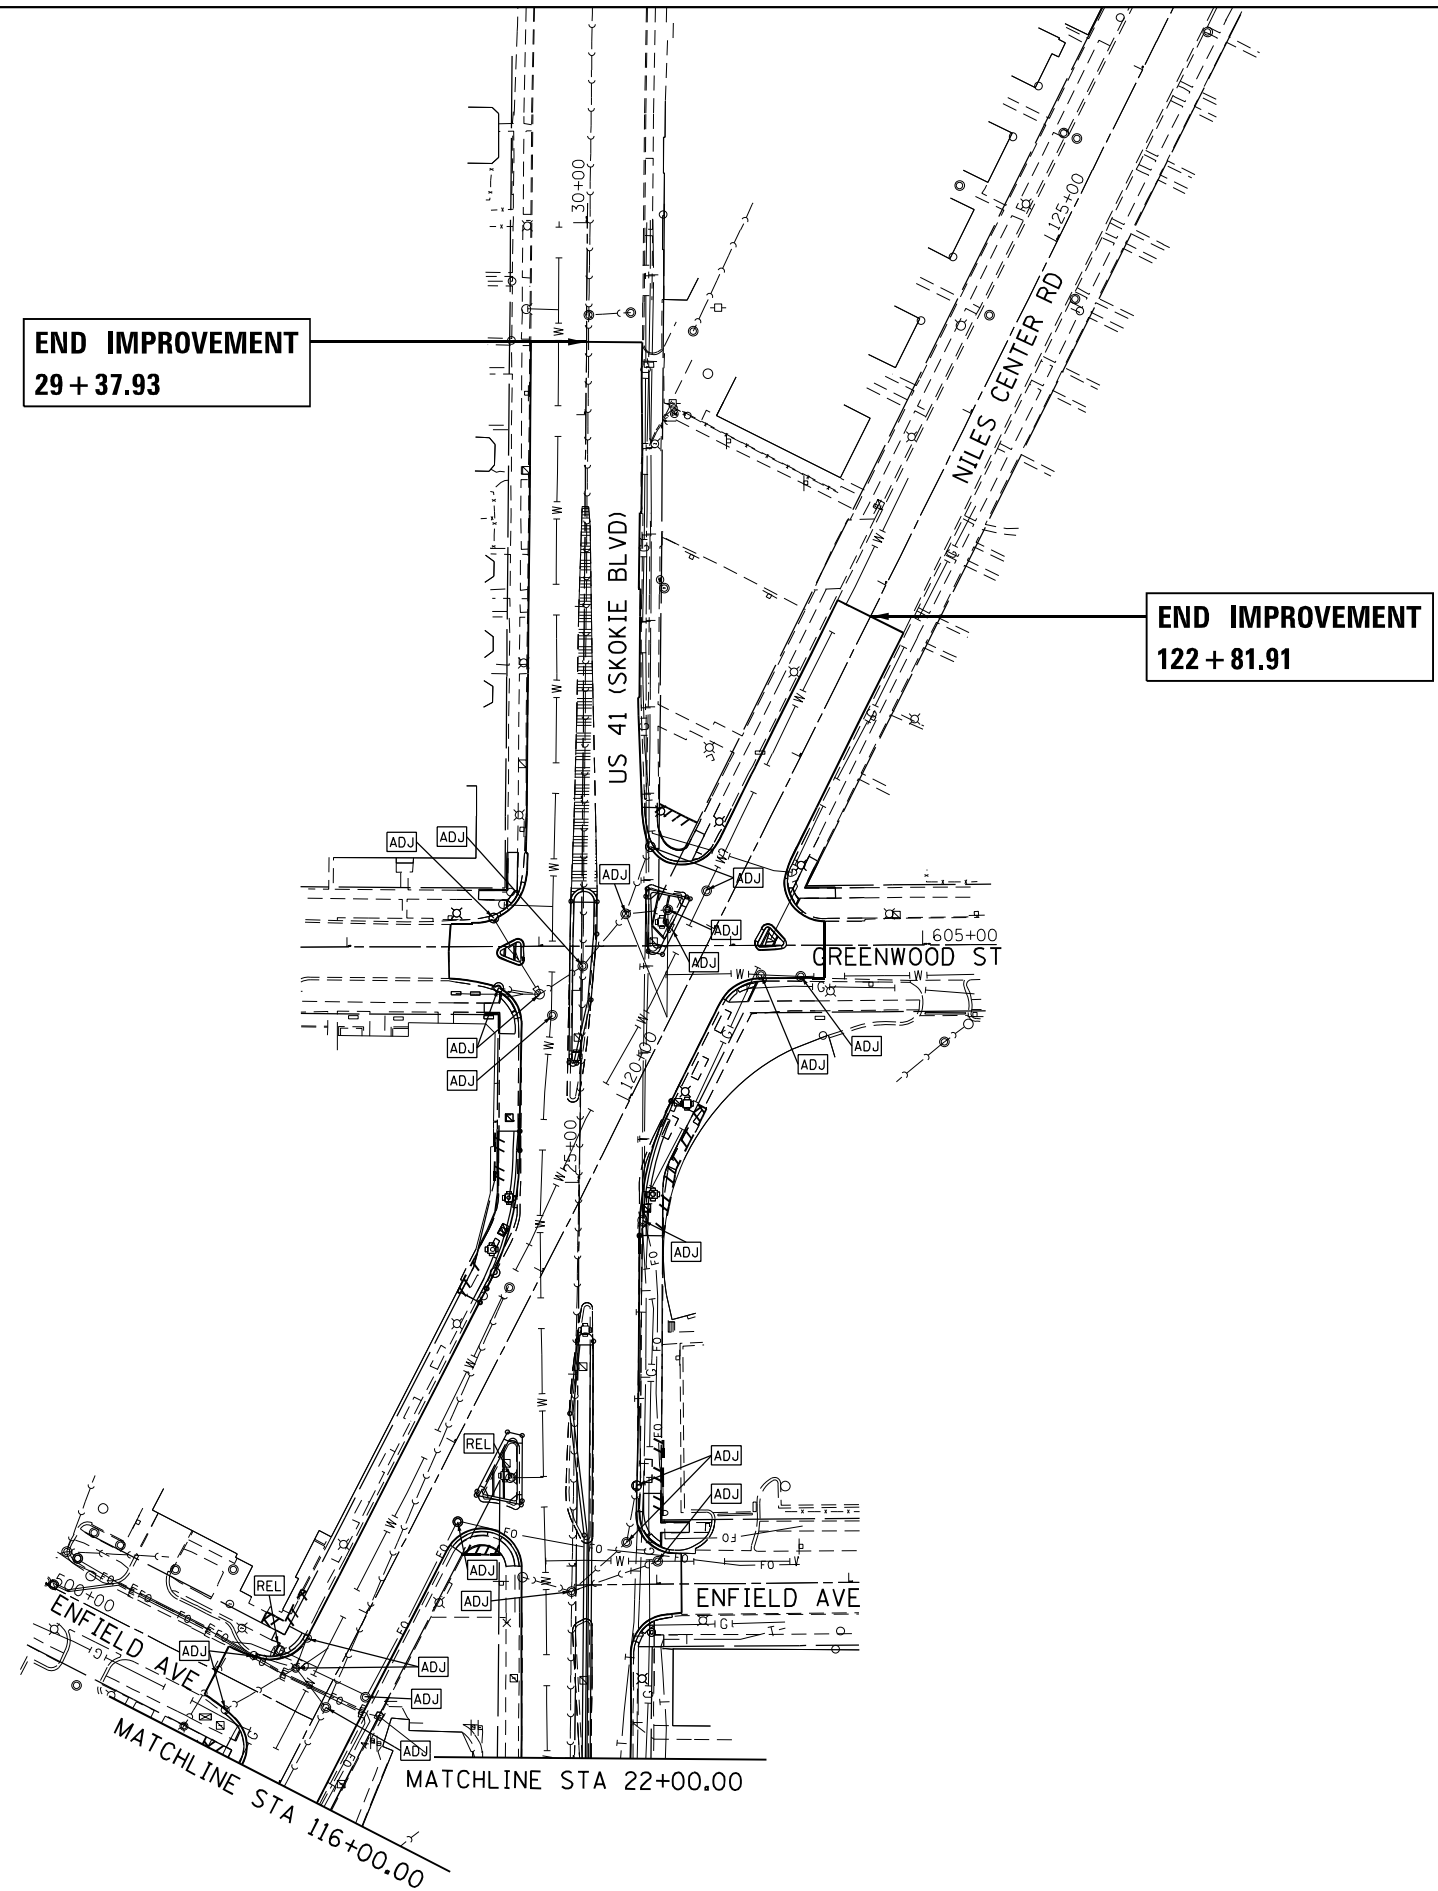 30+00
125+00
END IMPROVEMENT
29 + 37.93
NILES CENTER RD
US 41 (SKOKIE BLVD)
END IMPROVEMENT
122 + 81.91
ADJ
ADJ
ADJ
ADJ
ADJ
ADJ
605+00
GREENWOOD ST
ADJ
ADJ
ADJ
ADJ
120+00
25+00
ADJ
REL
ADJ
ADJ
ADJ
ADJ
REL
500+00
ENFIELD AVE
ENFIELD AVE
ADJ
ADJ
ADJ
ADJ
MATCHLINE STA 22+00.00
MATCHLINE STA 116+00.00